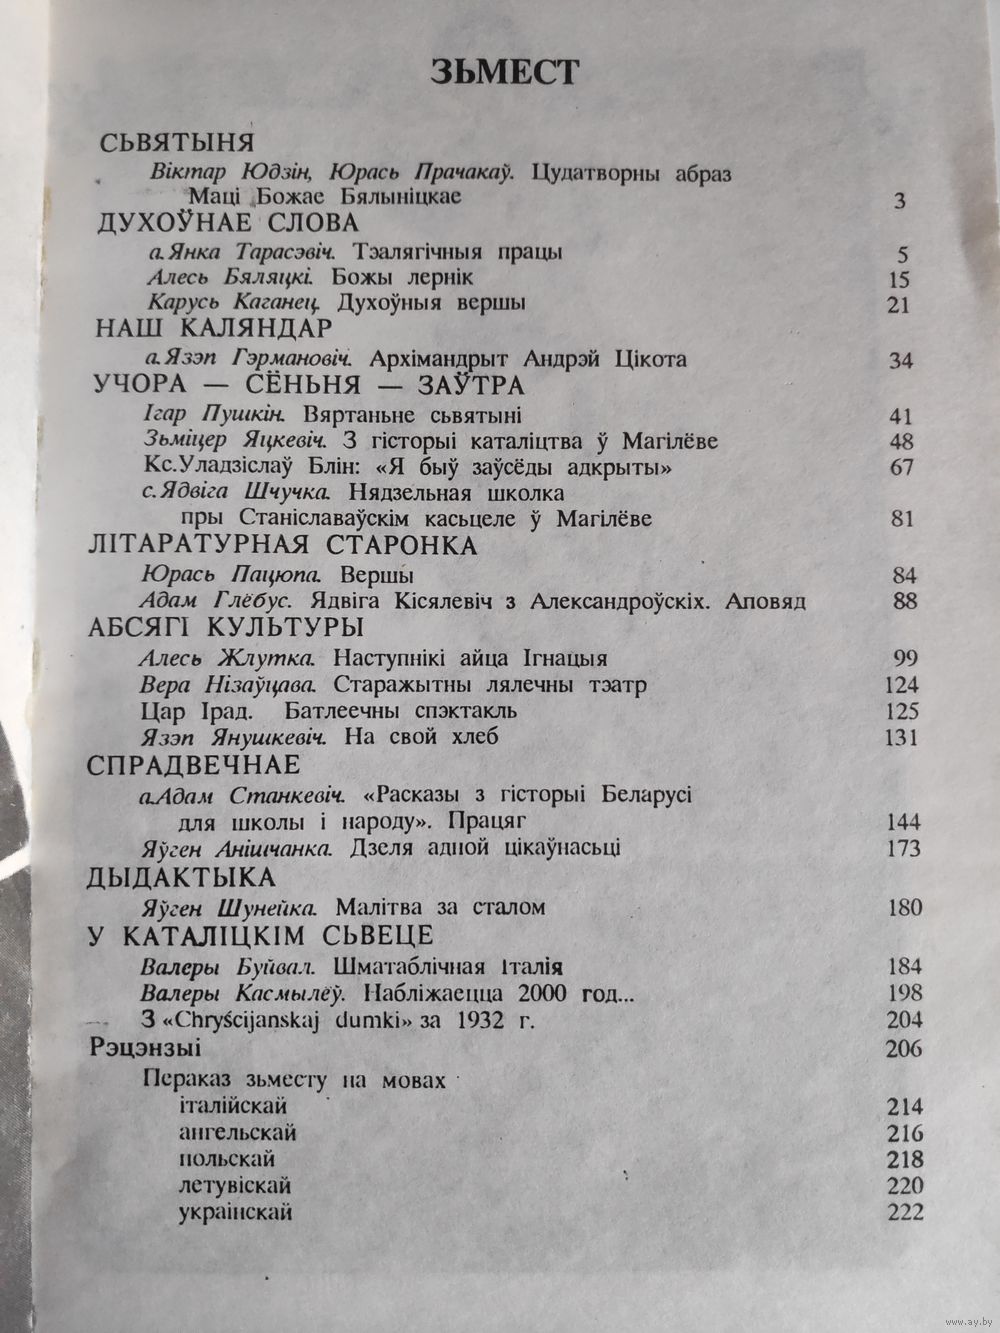 ЗЬМЕСТ
СЬВЯТЫНЯ
Віктар Юдзін, Юрась Прачакаў. Цудатворны абраз
Маці Божае Бялыніцкае 3
ДУХОЎНАЕ СЛОВА
а. Янка Тарасэвіч. Тэалягічныя працы 5
Алесь Бяляцкі. Божы лернік 15
Карусь Каганец. Духоўныя вершы 21
НАШ КАЛЯНДАР
а. Язэп Гэрмановіч. Архімандрыт Андрэй Цікота 34
УЧОРА — СЁНЬНЯ — ЗАЎТРА
Ігар Пушкін. Вяртаньне сьвятыні 41
Зьміцер Яцкевіч. З гісторыі каталіцтва ў Магілёве 48
Кс.Уладзіслаў Блін: «Я быў заўсёды адкрыты» 67
с. Ядвіга Шчучка. Нядзельная школка
пры Станіславаўскім касьцеле ў Магілёве 81
ЛІТАРАТУРНАЯ СТАРОНКА
Юрась Пацюпа. Вершы 84
Адам Глёбус. Ядвіга Кісялевіч з Александроўскіх. Аповяд 88
АБСЯГІ КУЛЬТУРЫ
Алесь Жлутка. Наступнікі айца Ігнацыя 99
Вера Нізаўцава. Старажытны лялечны тэатр 124
Цар Ірад. Батлеечны спэктакль 125
Язэп Янушкевіч. На свой хлеб 131
СПРАДВЕЧНАЕ
а.Адам Станкевіч. «Расказы з гісторыі Беларусі
для школы і народу». Працяг 144
Яўген Анішчанка. Дзеля адной цікаўнасьці 173
ДЫДАКТЫКА
Яўген Шунейка. Малітва за сталом 180
У КАТАЛІЦКІМ СЬВЕЦЕ
Валеры Буйвал. Шматаблічная Італія 184
Валеры Касмылёў. Набліжаецца 2000 год... 198
З «Chryścijanskaj dumki» за 1932 г. 204
Рэцэнзыі 206
Пераказ зьместу на мовах
італійскай 214
ангельскай 216
польскай 218
летувіскай 220
украінскай 222
www.ay.by